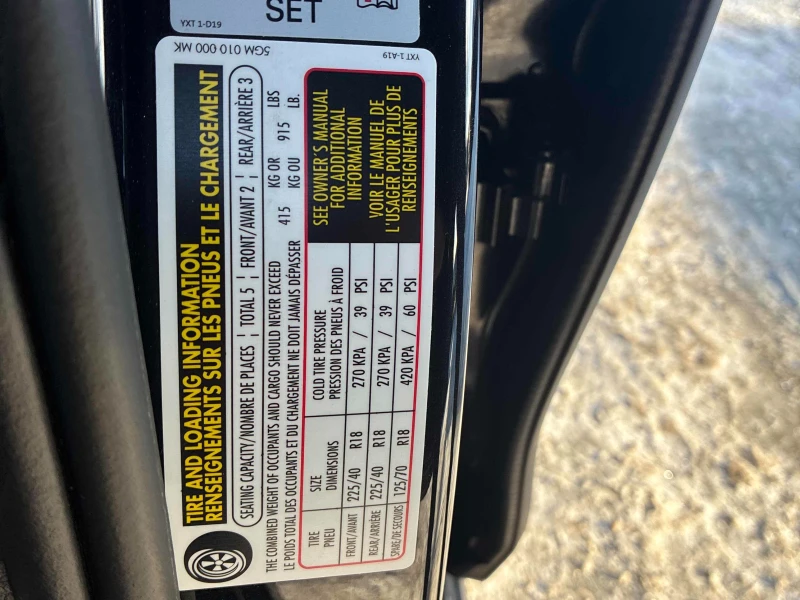 YXT 1-D19
SET
5GM 010 000 MK
YXT 1-A19
TIRE AND LOADING INFORMATION
RENSEIGNEMENTS SUR LES PNEUS ET LE CHARGEMENT
SEATING CAPACITY/NOMBRE DE PLACES ¦ TOTAL 5 ¦ FRONT/AVANT 2 ¦ REAR/ARRIÈRE 3
THE COMBINED WEIGHT OF OCCUPANTS AND CARGO SHOULD NEVER EXCEED 415 KG OR 915 LBS
LE POIDS TOTAL DES OCCUPANTS ET DU CHARGEMENT NE DOIT JAMAIS DÉPASSER KG OU LB.
TIRE
PNEU
SIZE
DIMENSIONS
COLD TIRE PRESSURE
PRESSION DES PNEUS À FROID
FRONT/AVANT 225/40 R18 270 KPA / 39 PSI
REAR/ARRIÈRE 225/40 R18 270 KPA / 39 PSI
SPARE/DE SECOURS 125/70 R18 420 KPA / 60 PSI
SEE OWNER'S MANUAL
FOR ADDITIONAL
INFORMATION
VOIR LE MANUEL DE
L'USAGER POUR PLUS DE
RENSEIGNEMENTS